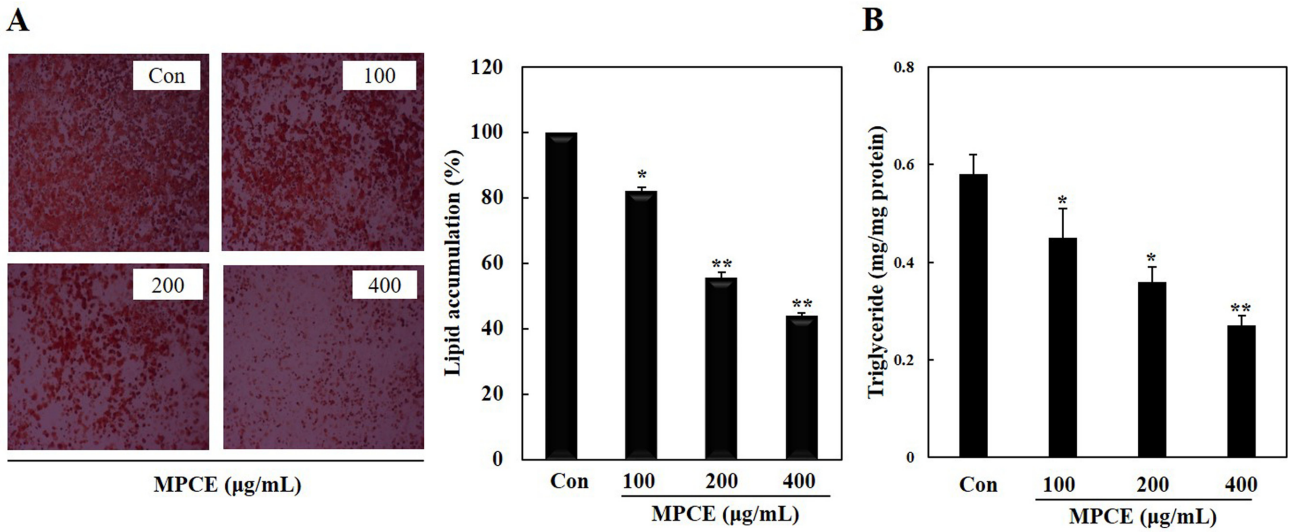 A
Con
100
200
400
MPCE (μg/mL)
Lipid accumulation (%)
120
100
80
60
40
20
0
*
**
**
Con
100
200
400
MPCE (μg/mL)
B
Triglyceride (mg/mg protein)
0.8
0.6
0.4
0.2
0
*
*
**
Con
100
200
400
MPCE (μg/mL)